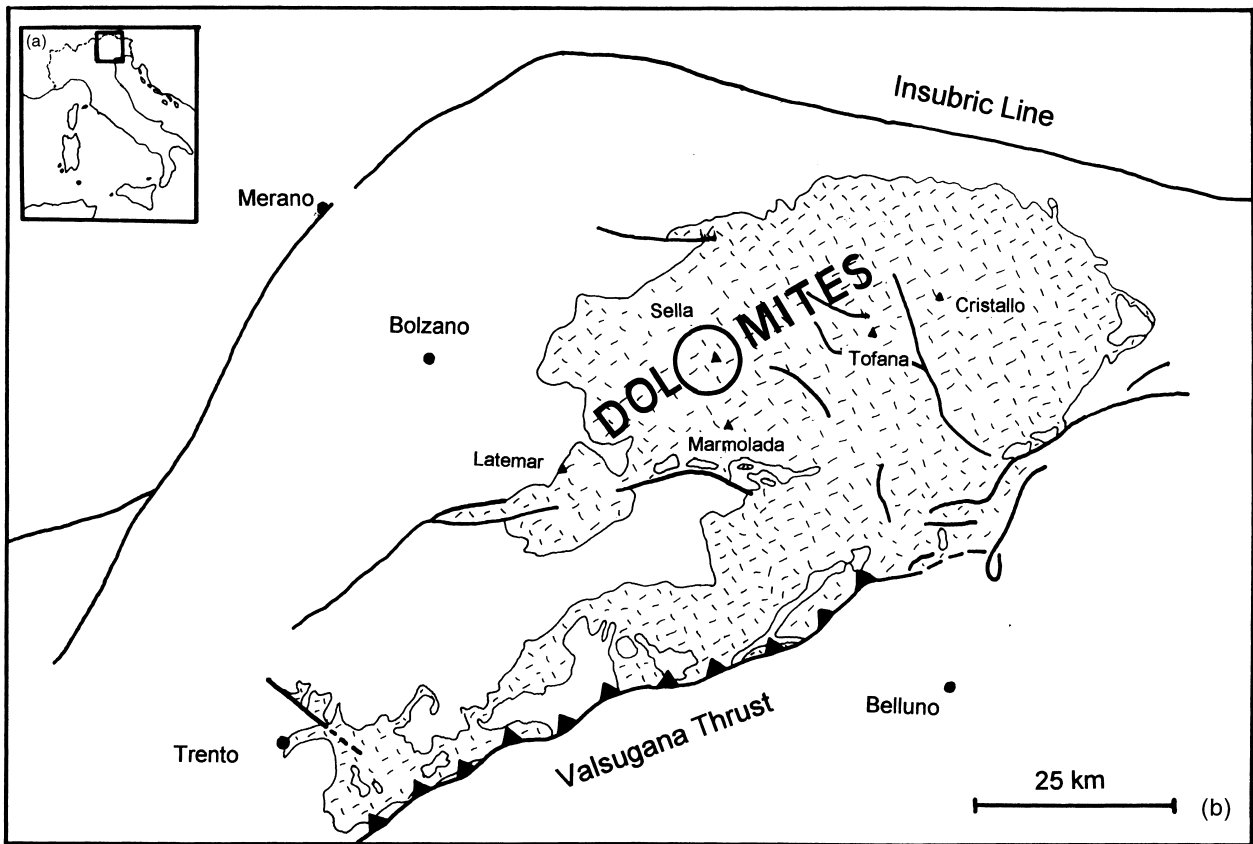 (a)
Insubric Line
Merano
Bolzano
Sella
DOLOMITES
Cristallo
Tofana
Marmolada
Latemar
Trento
Valsugana Thrust
Belluno
25 km
(b)